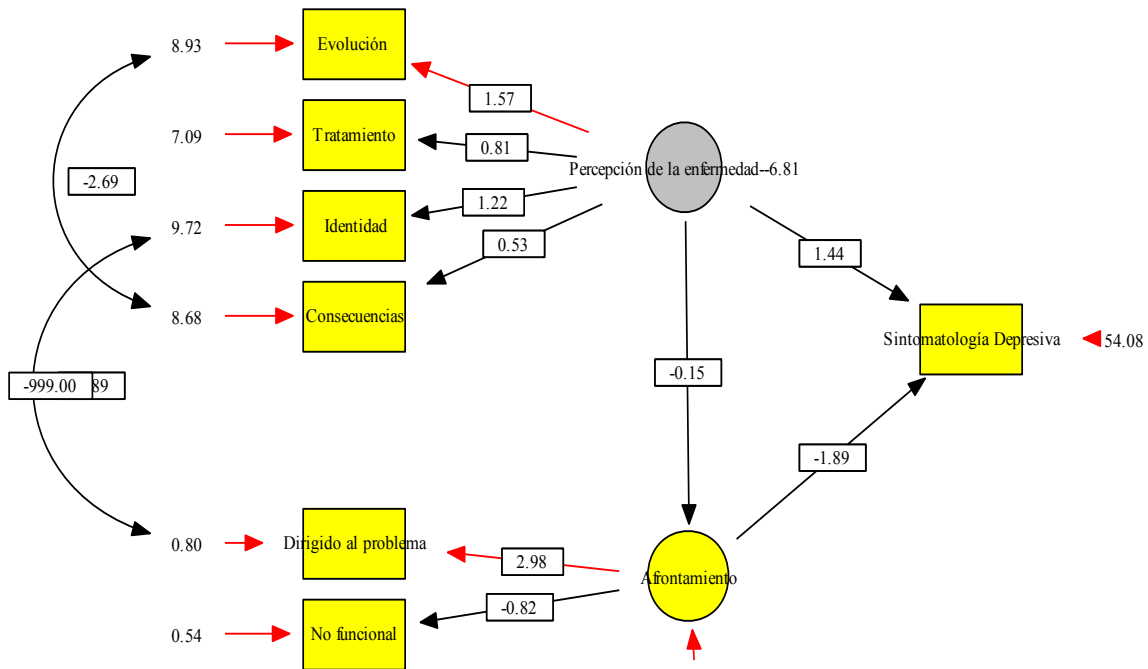 8.93
Evolución
1.57
7.09
Tratamiento
0.81
Percepción de la enfermedad--6.81
-2.69
1.22
9.72
Identidad
0.53
1.44
8.68
Consecuencias
Sintomatología Depresiva
54.08
-0.15
-999.00
89
-1.89
0.80
Dirigido al problema
2.98
Afrontamiento
-0.82
0.54
No funcional